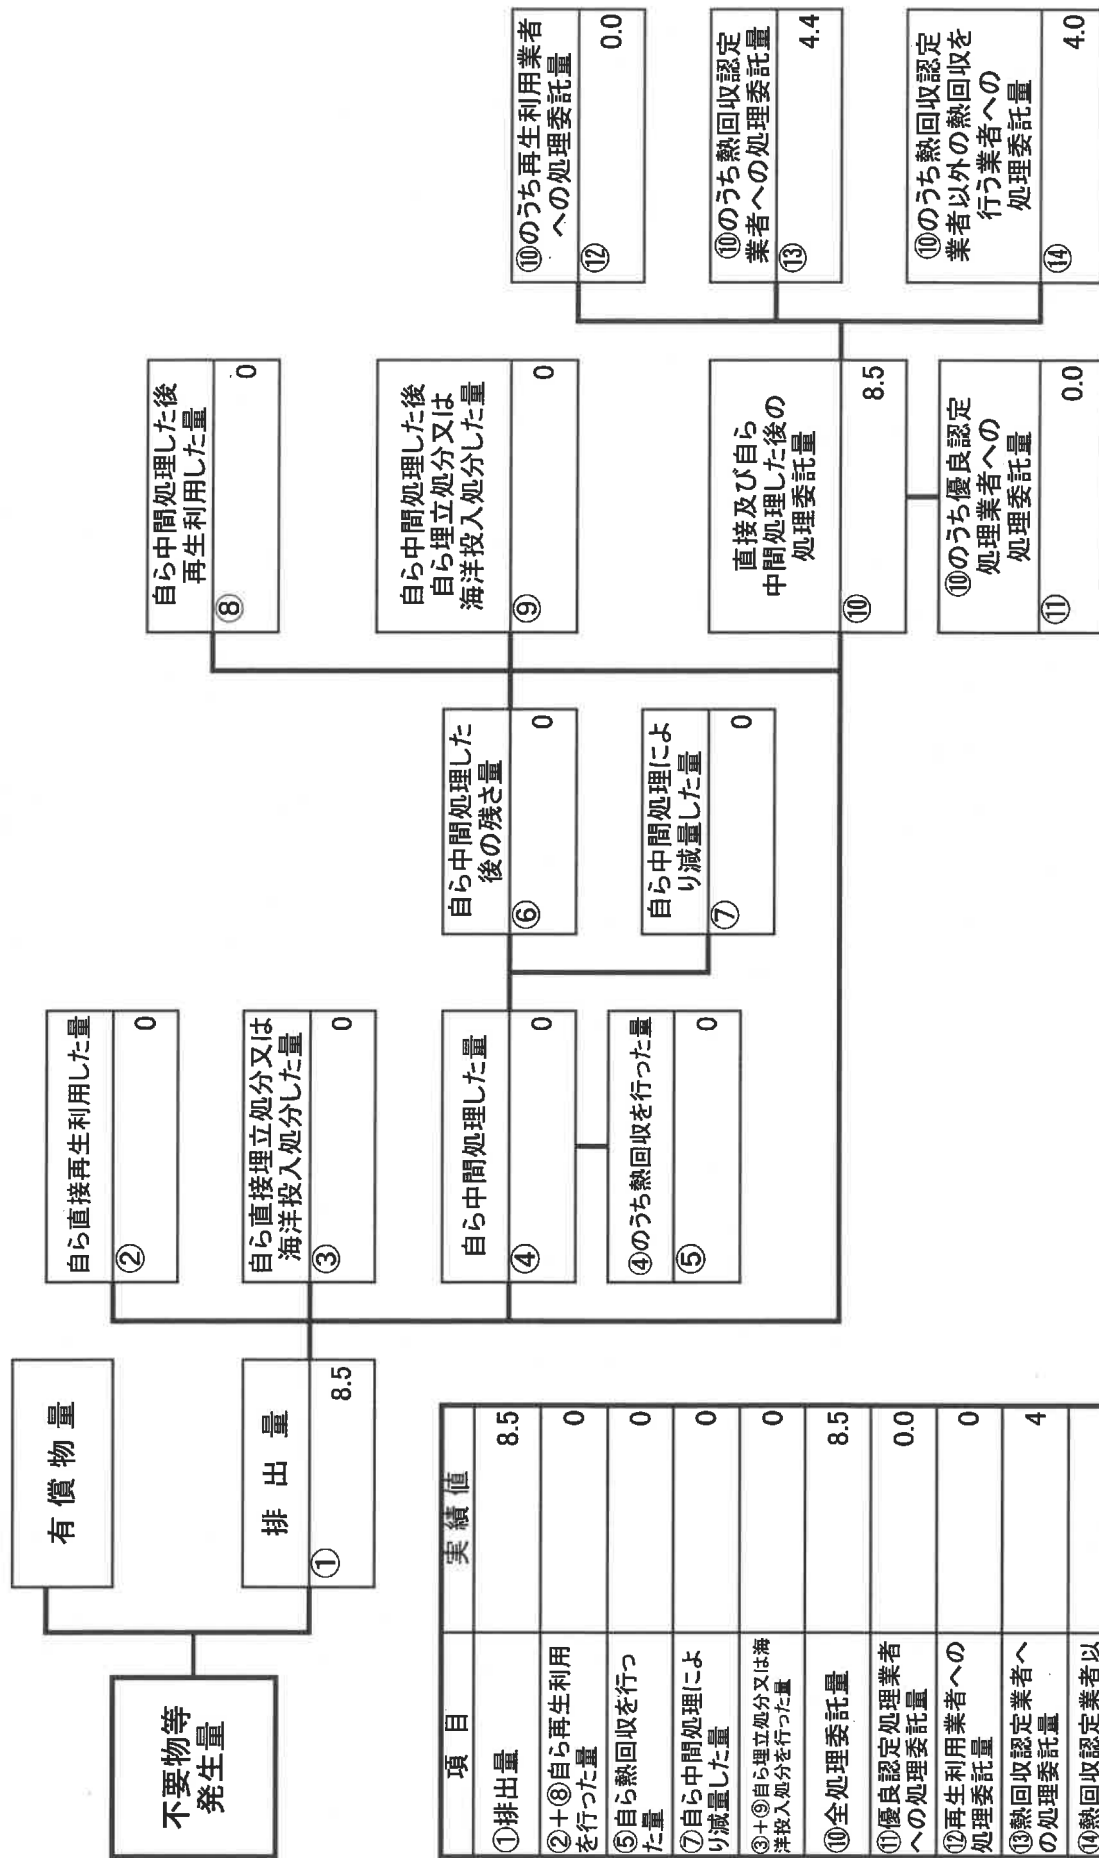 不要物等
発生量
有 償 物 量
排 出 量
①
8.5
自ら直接再生利用した量
②
0
自ら直接埋立処分又は
海洋投入処分した量
③
0
自ら中間処理した量
④
0
④のうち熱回収を行った量
⑤
0
自ら中間処理した
後の残さ量
⑥
0
自ら中間処理によ
り減量した量
⑦
0
自ら中間処理した後
再生利用した量
⑧
0
自ら中間処理した後
自ら埋立処分又は
海洋投入処分した量
⑨
0
直接及び自ら
中間処理した後の
処理委託量
⑩
8.5
⑩のうち優良認定
処理業者への
処理委託量
⑪
0.0
⑩のうち再生利用業者
への処理委託量
⑫
0.0
⑩のうち熱回収認定
業者への処理委託量
⑬
4.4
⑩のうち熱回収認定
業者以外の熱回収を
行う業者への
処理委託量
⑭
4.0
項 目
実 績 値
①排出量
8.5
②+⑧自ら再生利用
を行った量
0
⑤自ら熱回収を行っ
た量
0
⑦自ら中間処理によ
り減量した量
0
③+⑨自ら埋立処分又は海
洋投入処分を行った量
0
⑩全処理委託量
8.5
⑪優良認定処理業者
への処理委託量
0.0
⑫再生利用業者への
処理委託量
0
⑬熱回収認定業者へ
の処理委託量
4
⑭熱回収認定業者以